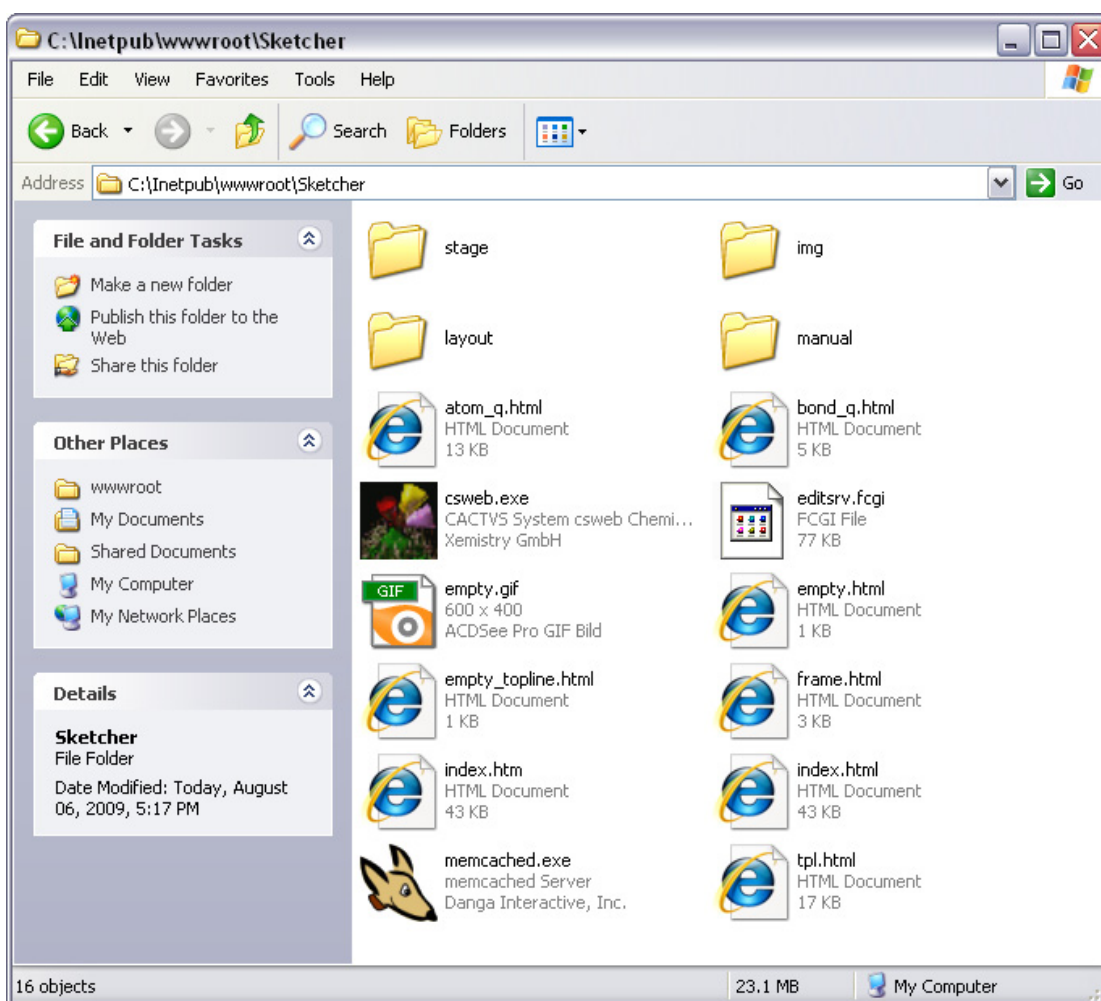 C:\Inetpub\wwwroot\Sketcher
File Edit View Favorites Tools Help
Back Search Folders
Address C:\Inetpub\wwwroot\Sketcher Go
File and Folder Tasks
Make a new folder
Publish this folder to the
Web
Share this folder
Other Places
wwwroot
My Documents
Shared Documents
My Computer
My Network Places
Details
Sketcher
File Folder
Date Modified: Today, August
06, 2009, 5:17 PM
stage
img
layout
manual
atom_q.html
HTML Document
13 KB
bond_q.html
HTML Document
5 KB
csweb.exe
CACTVS System csweb Chemi...
Xemistry GmbH
editsrv.fcgi
FCGI File
77 KB
GIF
empty.gif
600 x 400
ACDSee Pro GIF Bild
empty.html
HTML Document
1 KB
empty_topline.html
HTML Document
1 KB
frame.html
HTML Document
3 KB
index.htm
HTML Document
43 KB
index.html
HTML Document
43 KB
memcached.exe
memcached Server
Danga Interactive, Inc.
tpl.html
HTML Document
17 KB
16 objects 23.1 MB My Computer